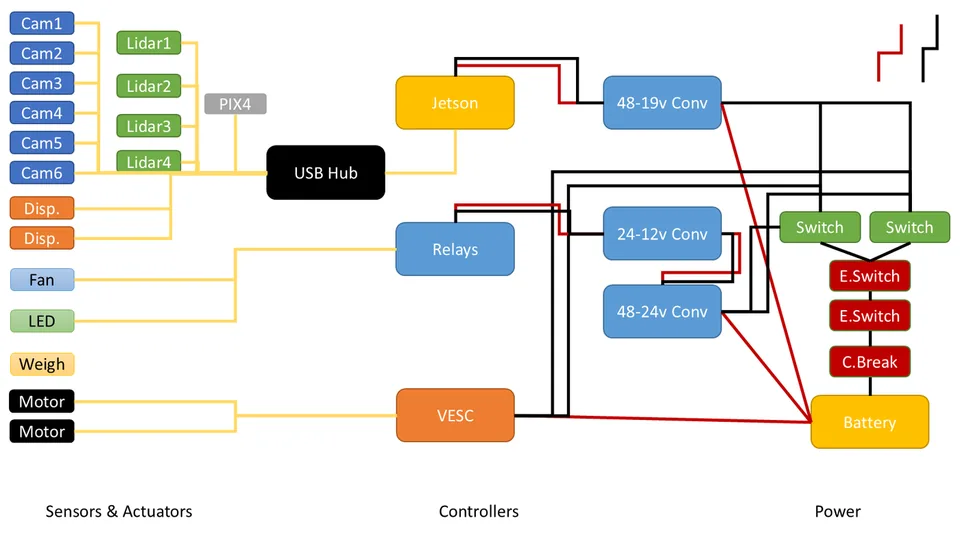 Cam1
Cam2
Cam3
Cam4
Cam5
Cam6
Disp.
Disp.
Fan
LED
Weigh
Motor
Motor
Lidar1
Lidar2
Lidar3
Lidar4
PIX4
USB Hub
Jetson
Relays
VESC
48-19v Conv
24-12v Conv
48-24v Conv
Switch
Switch
E.Switch
E.Switch
C.Break
Battery
Sensors & Actuators
Controllers
Power